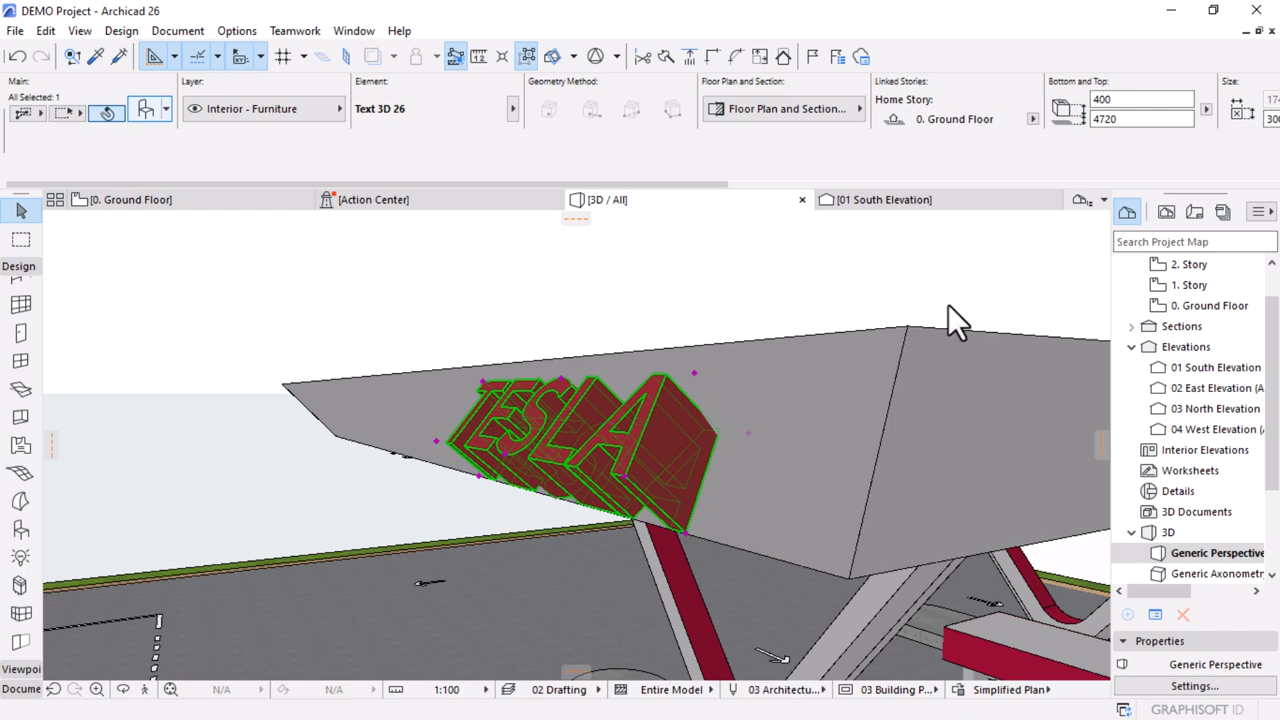 DEMO Project - Archicad 26
File Edit View Design Document Options Teamwork Window Help
Main:
All Selected: 1
Layer:
Interior - Furniture
Element:
Text 3D 26
Geometry Method:
Floor Plan and Section:
Floor Plan and Section...
Linked Stories:
Home Story:
0. Ground Floor
Bottom and Top:
400
4720
Size:
174
300
[0. Ground Floor]
[Action Center]
[3D / All]
[01 South Elevation]
Design
Search Project Map
2. Story
1. Story
0. Ground Floor
Sections
Elevations
01 South Elevation
02 East Elevation (A
03 North Elevation
04 West Elevation (
Interior Elevations
Worksheets
Details
3D Documents
3D
Generic Perspective
Generic Axonometr
TESLA
Properties
Generic Perspective
Settings...
Viewpoi
Docume
N/A
N/A
1:100
02 Drafting
Entire Model
03 Architectu...
03 Building P...
Simplified Plan
GRAPHISOFT ID